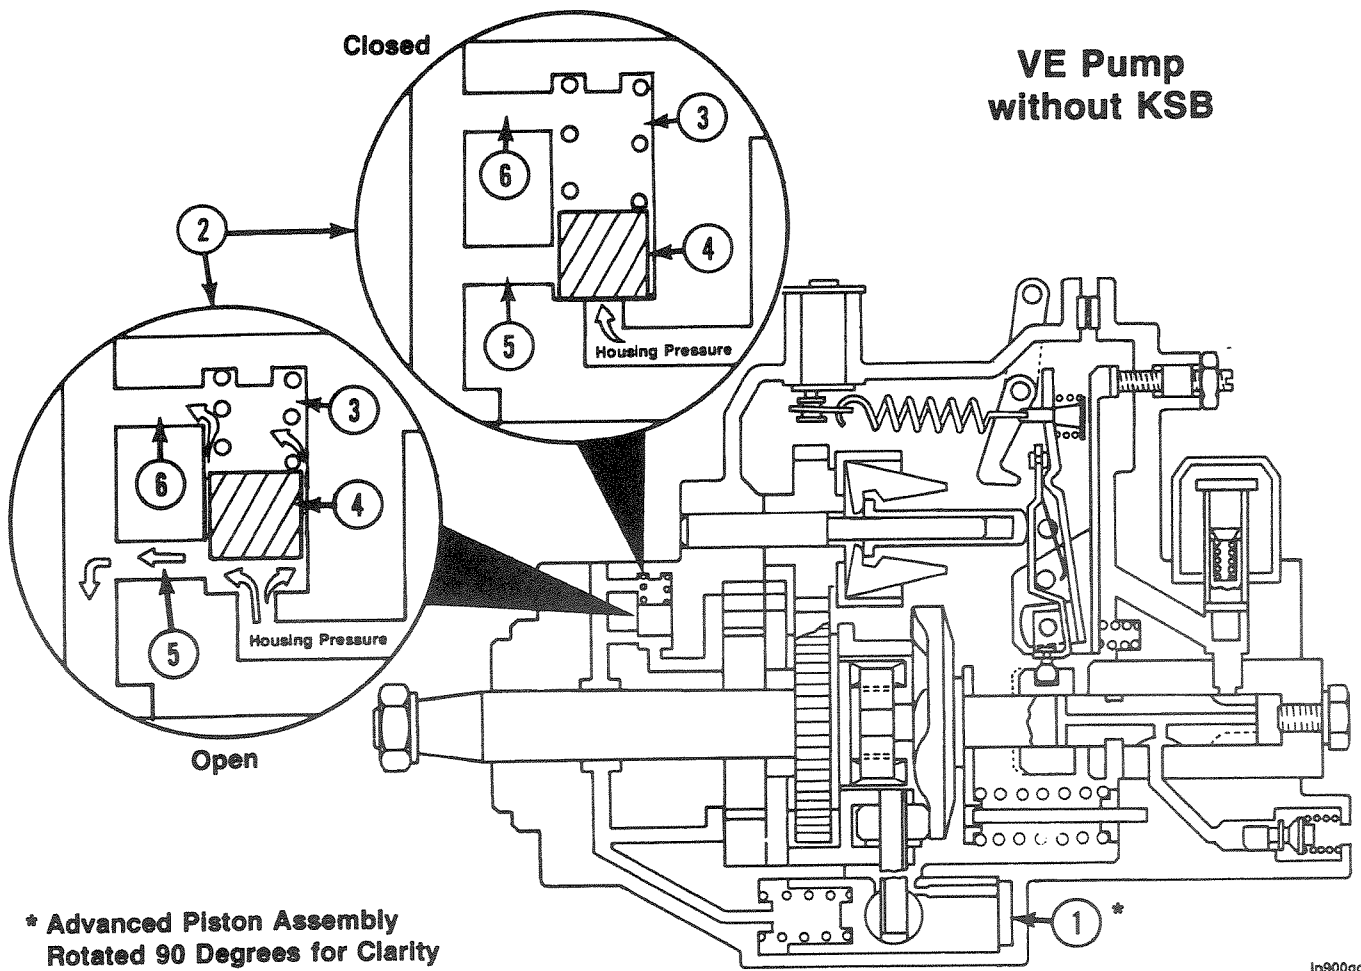 Closed
VE Pump
without KSB
3
6
2
4
5
Housing Pressure
3
6
4
5
Housing Pressure
Open
1 *
* Advanced Piston Assembly
Rotated 90 Degrees for Clarity